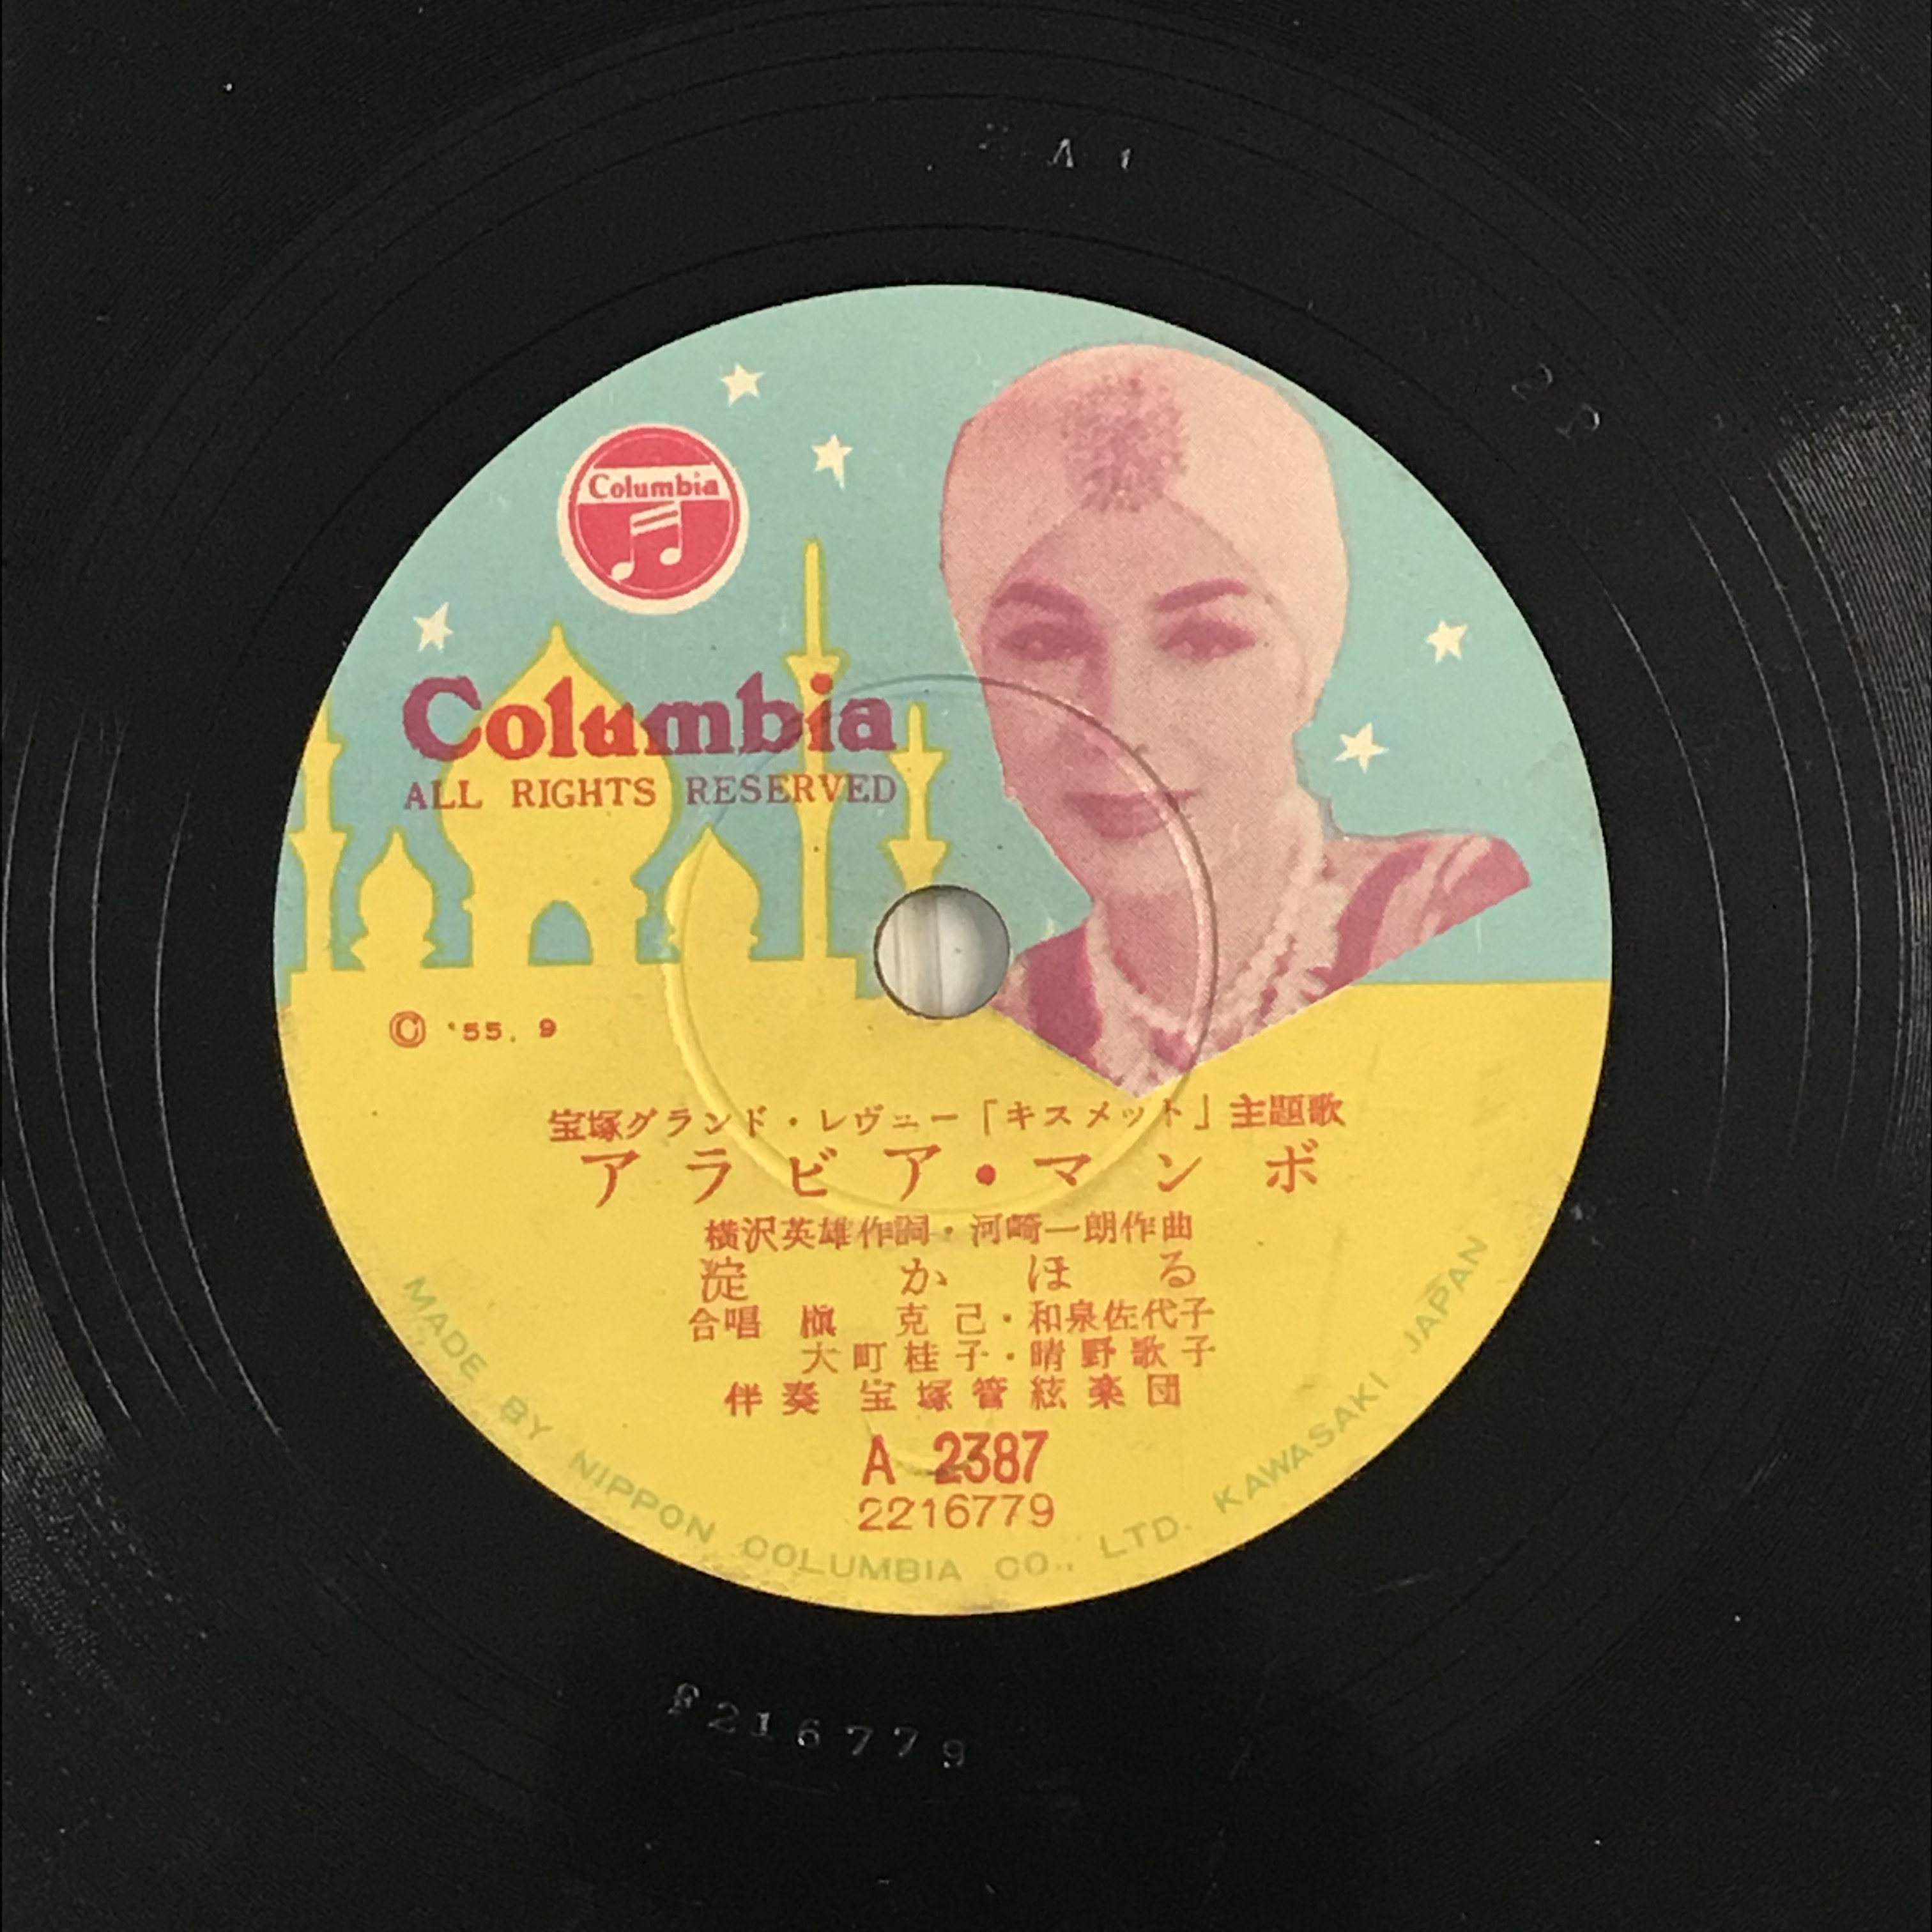 2 A 1
Columbia
Columbia
ALL RIGHTS RESERVED
© '55. 9
宝塚グランド・レヴュー「キスメット」主題歌
アラビア・マンボ
横沢英雄作詞・河崎一朗作曲
淀 かほる
合唱 槇 克己・和泉佐代子
大町桂子・晴野歌子
伴奏 宝塚管絃楽団
A 2387
2216779
MADE BY NIPPON COLUMBIA CO., LTD. KAWASAKI JAPAN
2216779